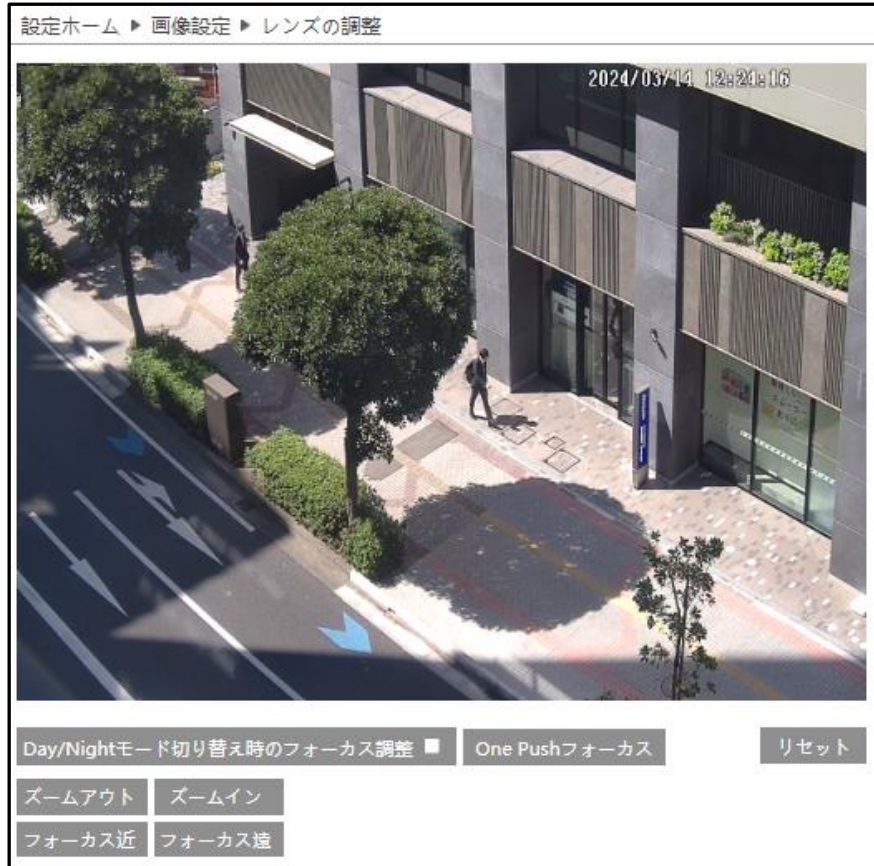 設定ホーム ▶ 画像設定 ▶ レンズの調整
2024/03/14 12:24:16
Day/Nightモード切り替え時のフォーカス調整
One Pushフォーカス
リセット
ズームアウト
ズームイン
フォーカス近
フォーカス遠